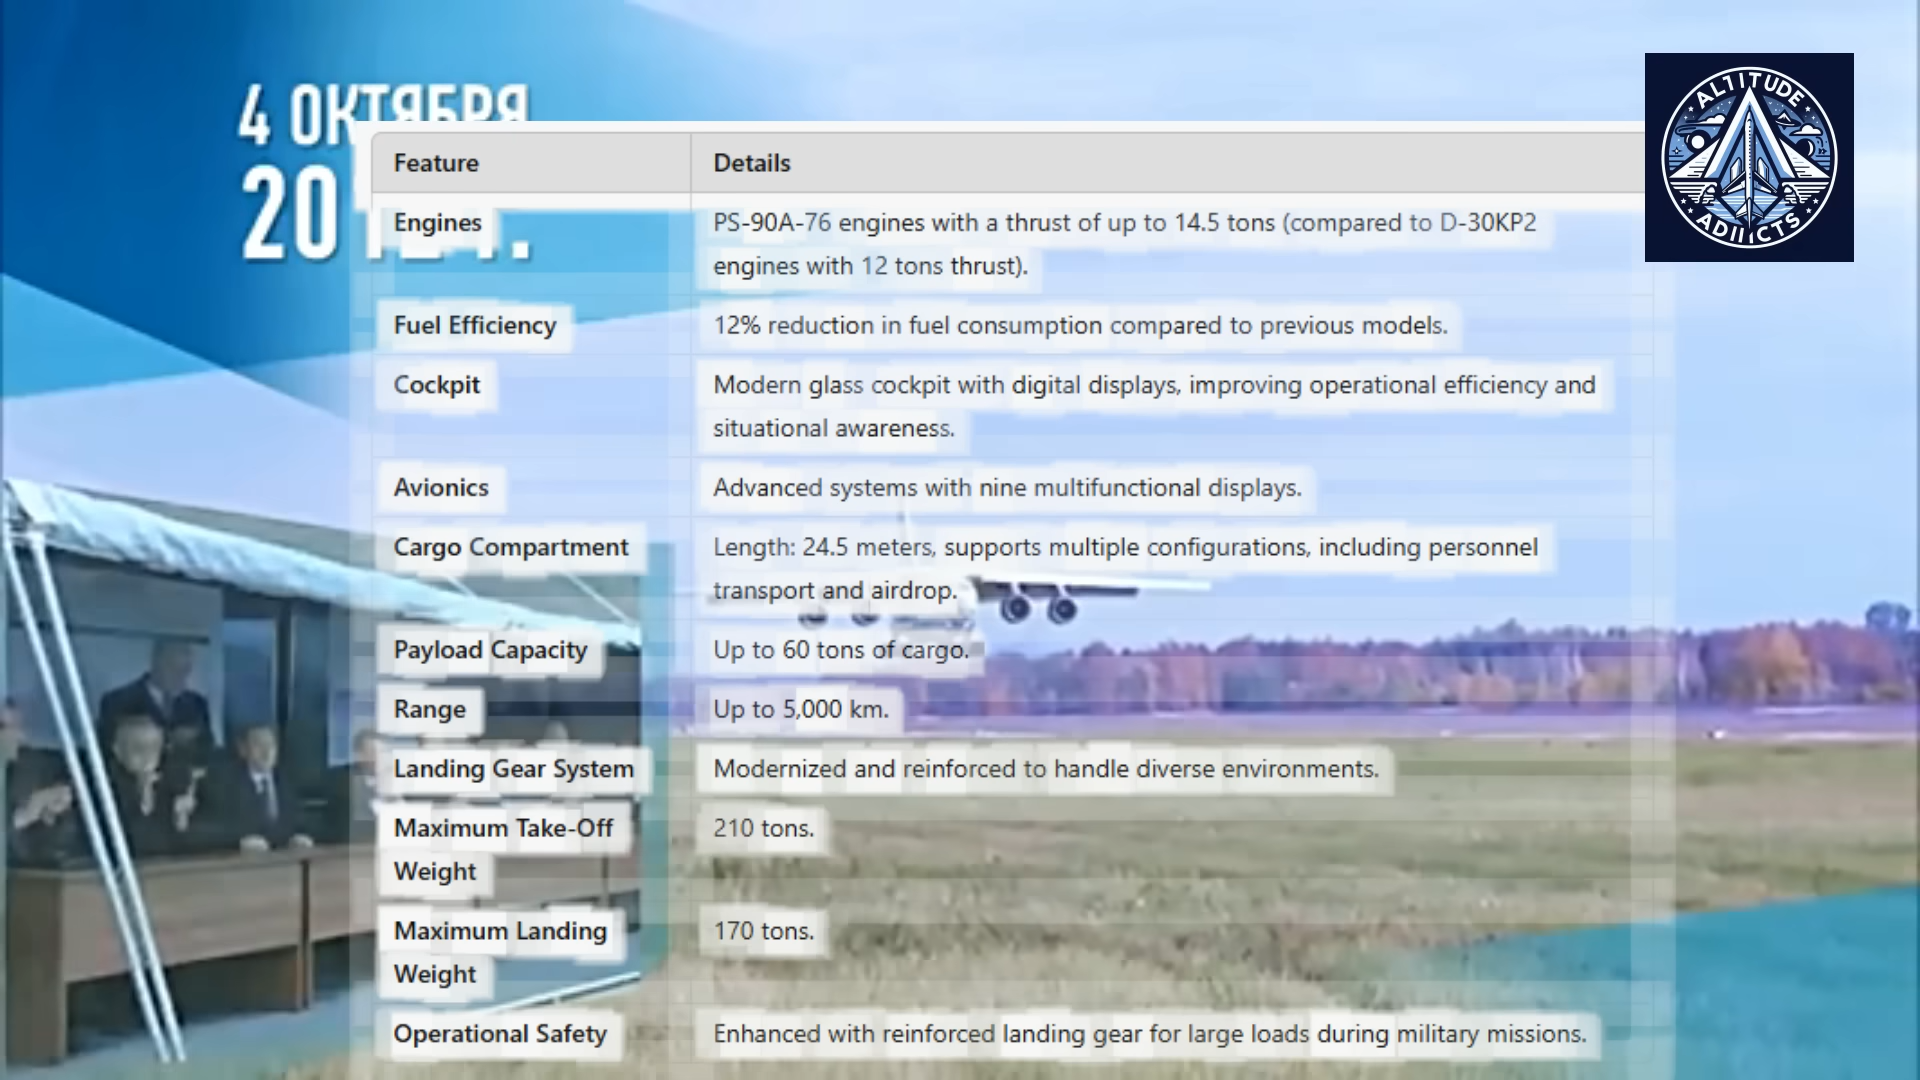 4 ОКТЯБРЯ
20
Feature Details
Engines PS-90A-76 engines with a thrust of up to 14.5 tons (compared to D-30KP2
engines with 12 tons thrust).
Fuel Efficiency 12% reduction in fuel consumption compared to previous models.
Cockpit Modern glass cockpit with digital displays, improving operational efficiency and
situational awareness.
Avionics Advanced systems with nine multifunctional displays.
Cargo Compartment Length: 24.5 meters, supports multiple configurations, including personnel
transport and airdrop.
Payload Capacity Up to 60 tons of cargo.
Range Up to 5,000 km.
Landing Gear System Modernized and reinforced to handle diverse environments.
Maximum Take-Off 210 tons.
Weight
Maximum Landing 170 tons.
Weight
Operational Safety Enhanced with reinforced landing gear for large loads during military missions.
ALTITUDE